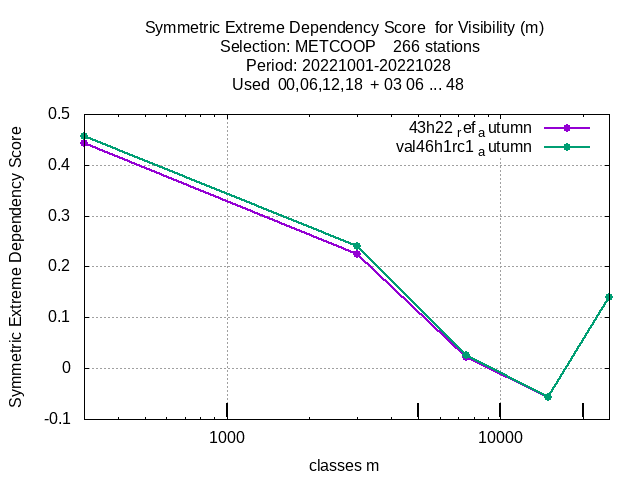 Symmetric Extreme Dependency Score  for Visibility (m)
Selection: METCOOP    266 stations
Period: 20221001-20221028
Used  00,06,12,18  + 03 06 ... 48
Symmetric Extreme Dependency Score
0.5
0.4
0.3
0.2
0.1
0
-0.1
43h22 ref autumn
val46h1rc1 autumn
1000
10000
classes m